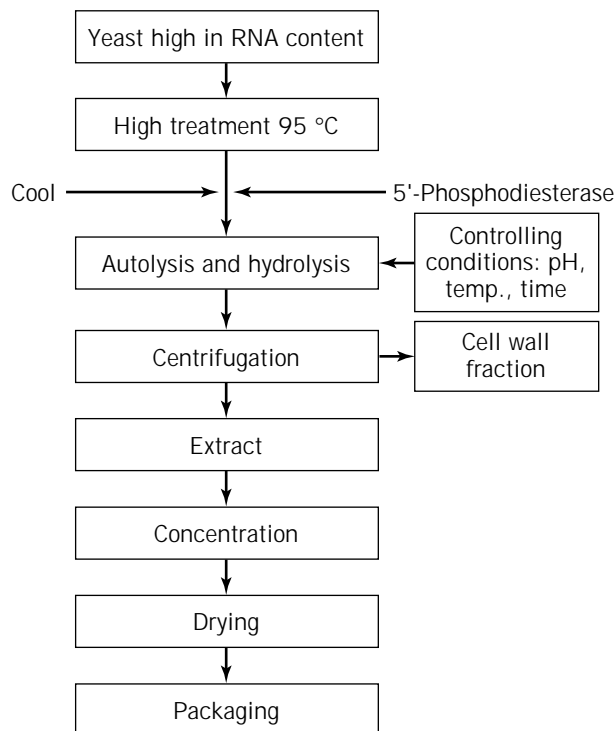 Yeast high in RNA content
High treatment 95 °C
Cool
5'-Phosphodiesterase
Autolysis and hydrolysis
Controlling
conditions: pH,
temp., time
Centrifugation
Cell wall
fraction
Extract
Concentration
Drying
Packaging